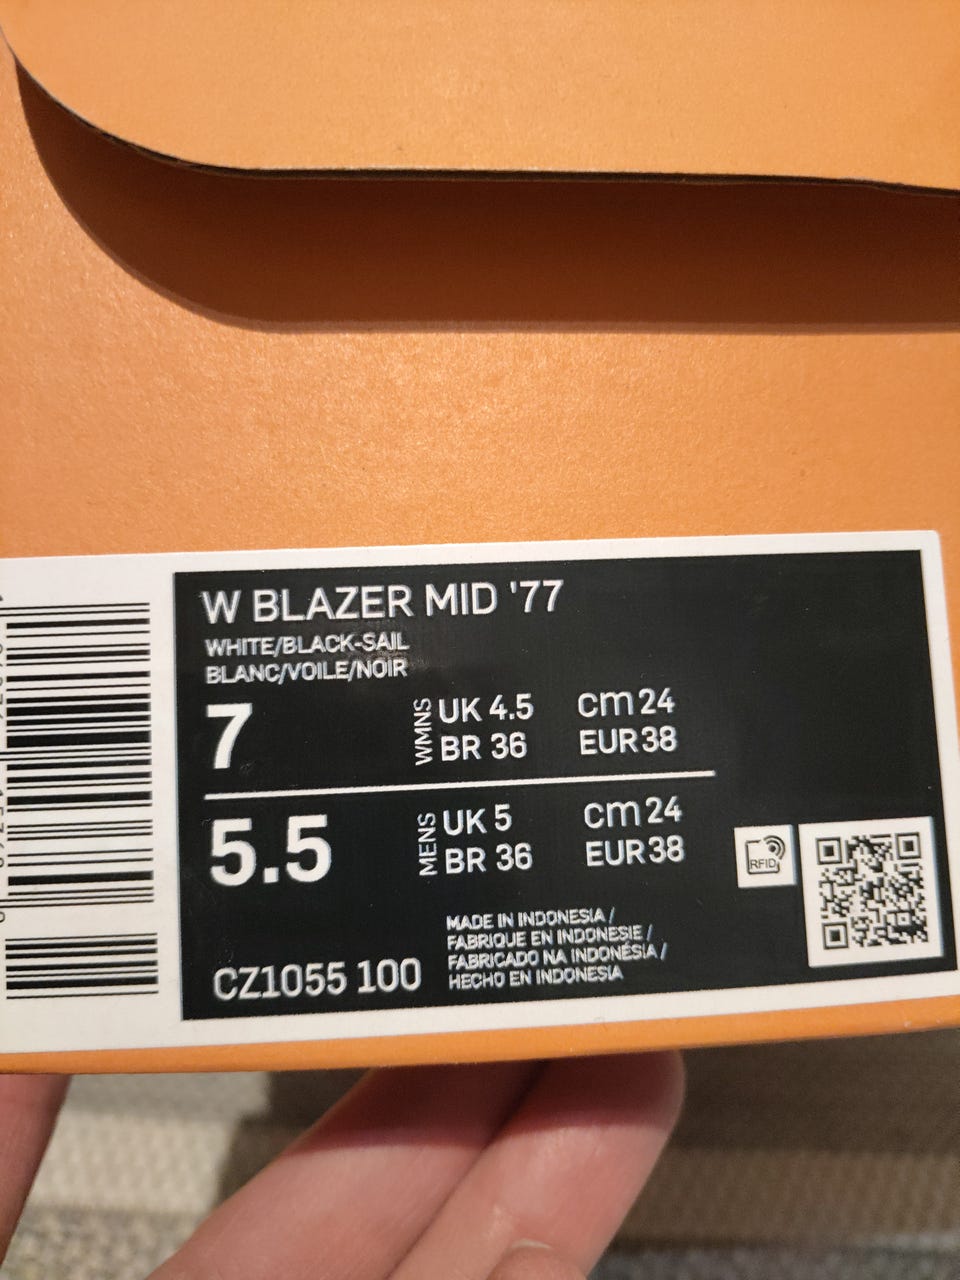 W BLAZER MID '77
WHITE/BLACK-SAIL
BLANC/VOILE/NOIR
7 WMNS UK 4.5 cm 24
BR 36 EUR 38
5.5 MENS UK 5 cm 24
BR 36 EUR 38
RFID
MADE IN INDONESIA /
FABRIQUE EN INDONESIE /
FABRICADO NA INDONÉSIA /
HECHO EN INDONESIA
CZ1055 100